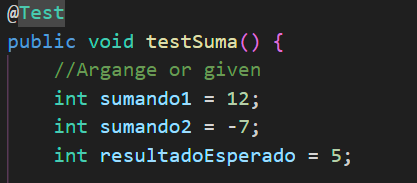 @Test
public void testSuma() {
//Argange or given
int sumando1 = 12;
int sumando2 = -7;
int resultadoEsperado = 5;